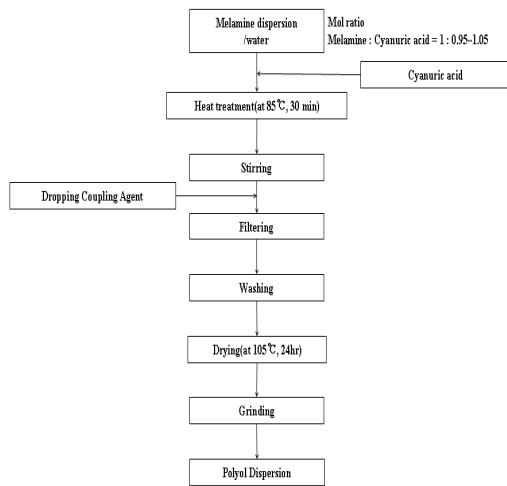 Melamine dispersion
/water
Mol ratio
Melamine : Cyanuric acid = 1 : 0.95~1.05
Cyanuric acid
Heat treatment(at 85℃, 30 min)
Stirring
Dropping Coupling Agent
Filtering
Washing
Drying(at 105℃, 24hr)
Grinding
Polyol Dispersion